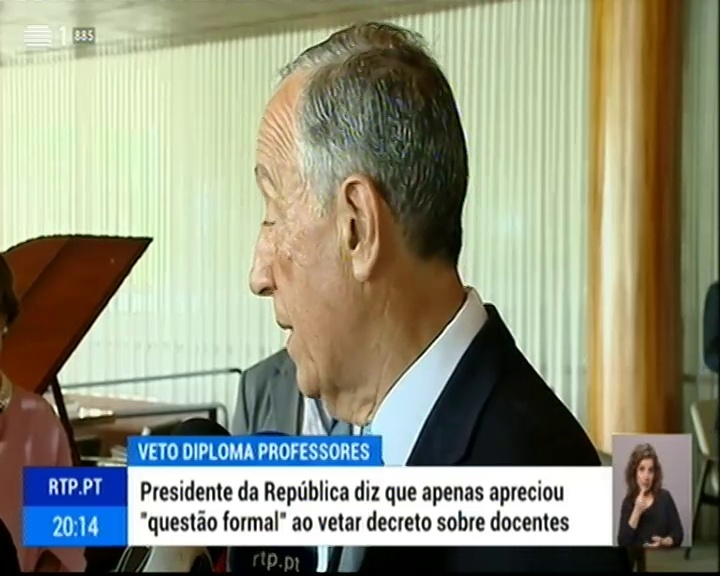 1 885
VETO DIPLOMA PROFESSORES
RTP.PT
Presidente da República diz que apenas apreciou
20:14
"questão formal" ao vetar decreto sobre docentes
rtp.pt